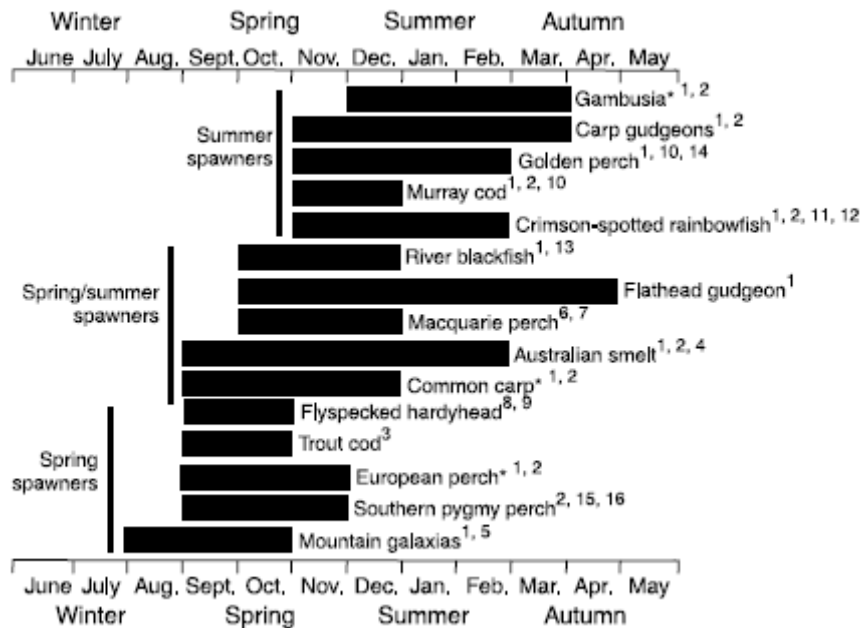 Winter Spring Summer Autumn
June July Aug. Sept. Oct. Nov. Dec. Jan. Feb. Mar. Apr. May
Gambusia* 1, 2
Summer
spawners
Carp gudgeons 1, 2
Golden perch 1, 10, 14
Murray cod 1, 2, 10
Crimson-spotted rainbowfish 1, 2, 11, 12
River blackfish 1, 13
Spring/summer
spawners
Flathead gudgeon 1
Macquarie perch 6, 7
Australian smelt 1, 2, 4
Common carp* 1, 2
Flyspecked hardyhead 8, 9
Trout cod 3
Spring
spawners
European perch* 1, 2
Southern pygmy perch 2, 15, 16
Mountain galaxias 1, 5
June July Aug. Sept. Oct. Nov. Dec. Jan. Feb. Mar. Apr. May
Winter Spring Summer Autumn